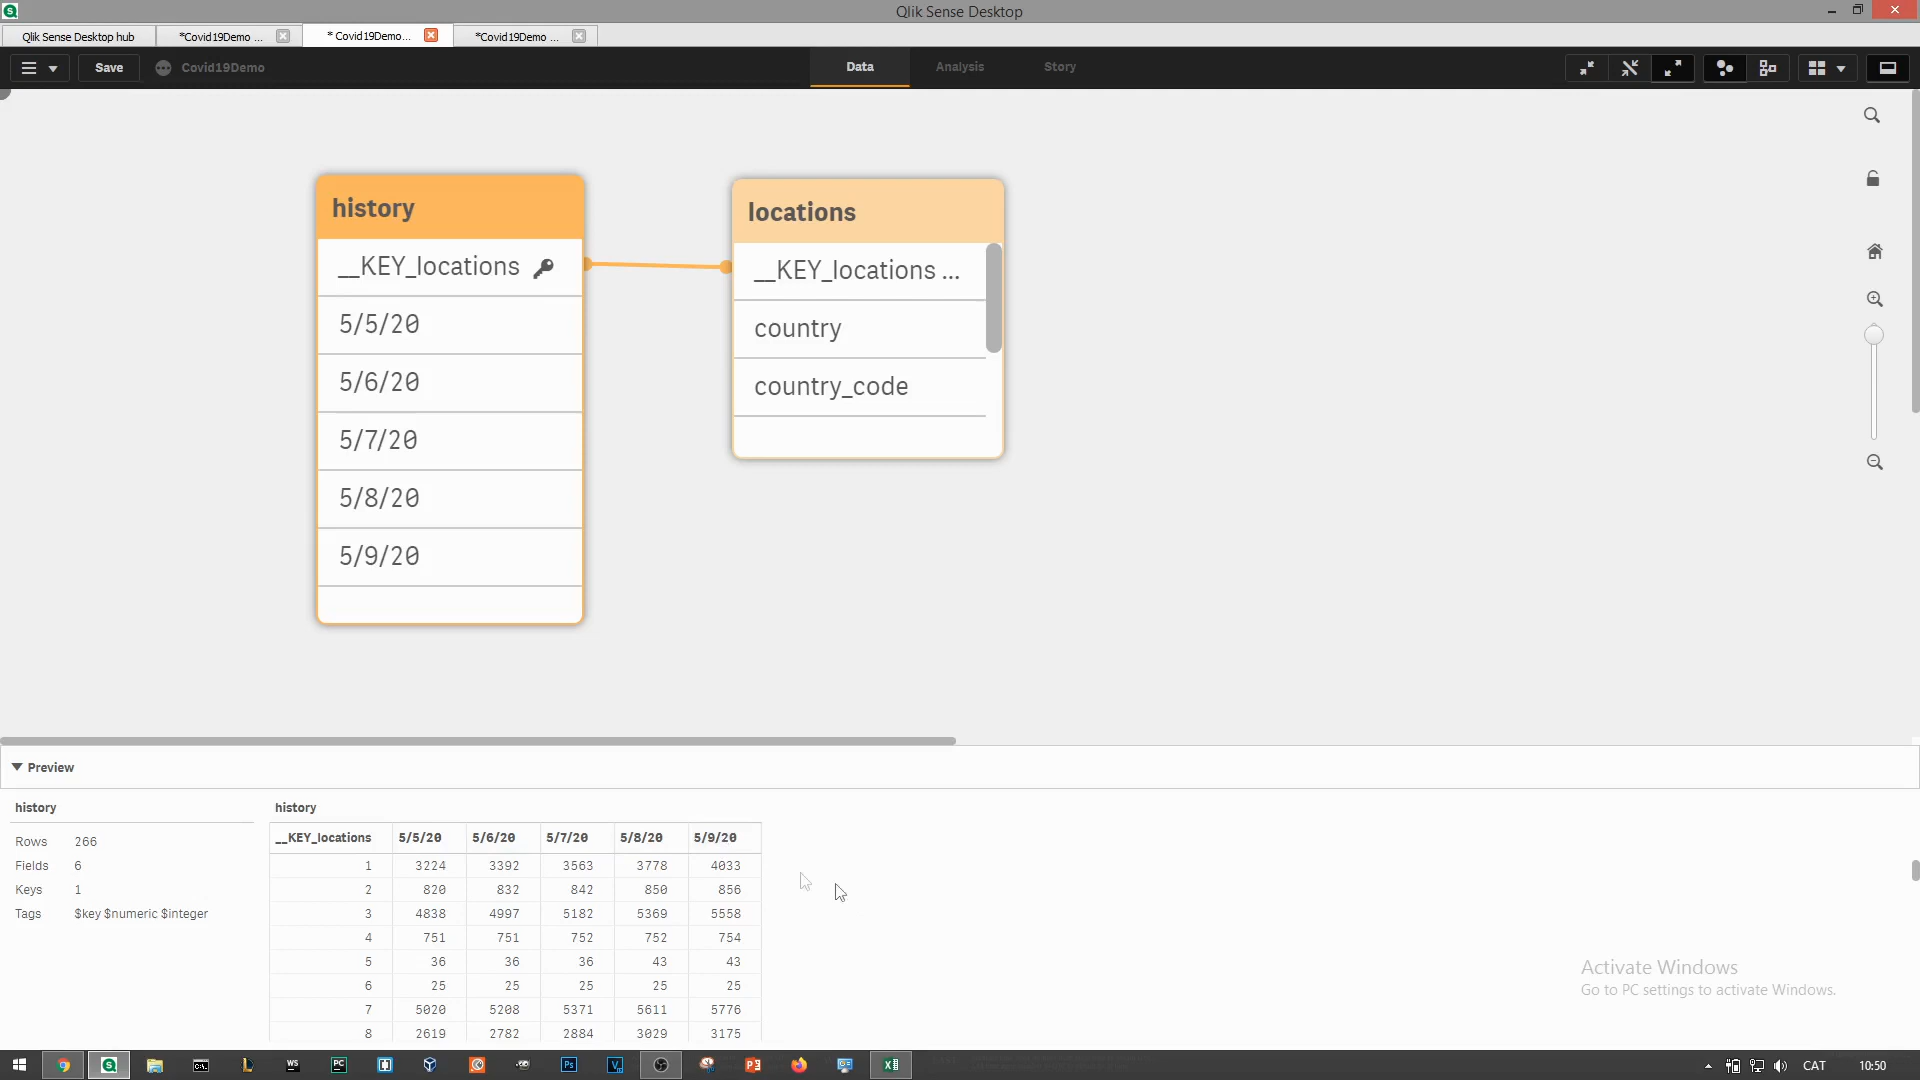 Qlik Sense Desktop
Qlik Sense Desktop hub
*Covid19Demo ...
* Covid19Demo...
*Covid19Demo ...
Save
Covid19Demo
Data
Analysis
Story
history
__KEY_locations
5/5/20
5/6/20
5/7/20
5/8/20
5/9/20
locations
__KEY_locations ...
country
country_code
Preview
history
Rows 266
Fields 6
Keys 1
Tags $key $numeric $integer
history
__KEY_locations 5/5/20 5/6/20 5/7/20 5/8/20 5/9/20
1 3224 3392 3563 3778 4033
2 820 832 842 850 856
3 4838 4997 5182 5369 5558
4 751 751 752 752 754
5 36 36 36 43 43
6 25 25 25 25 25
7 5020 5208 5371 5611 5776
8 2619 2782 2884 3029 3175
Activate Windows
Go to PC settings to activate Windows.
CAT 10:50